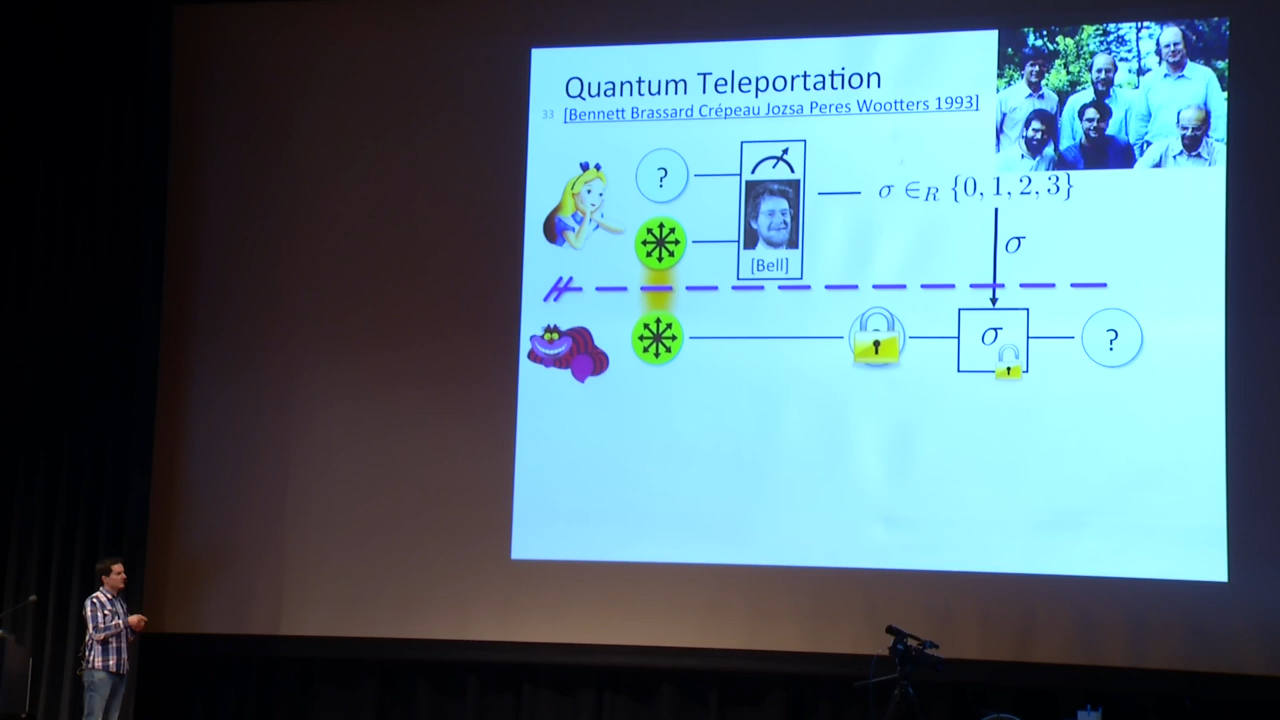 Quantum Teleportation
33 [Bennett Brassard Crépeau Jozsa Peres Wootters 1993]
?
σ ∈R {0, 1, 2, 3}
[Bell]
σ
σ
?